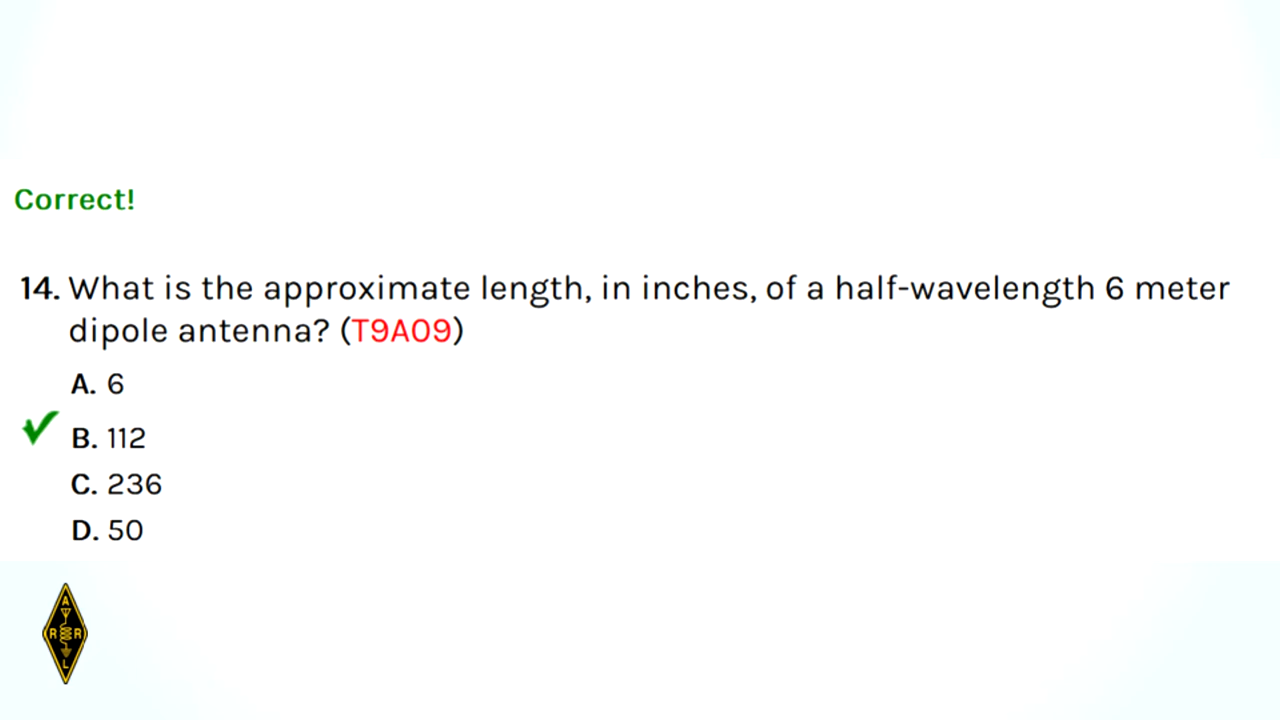 Correct!
14. What is the approximate length, in inches, of a half-wavelength 6 meter
dipole antenna? (T9A09)
A. 6
B. 112
C. 236
D. 50
A
R R
L